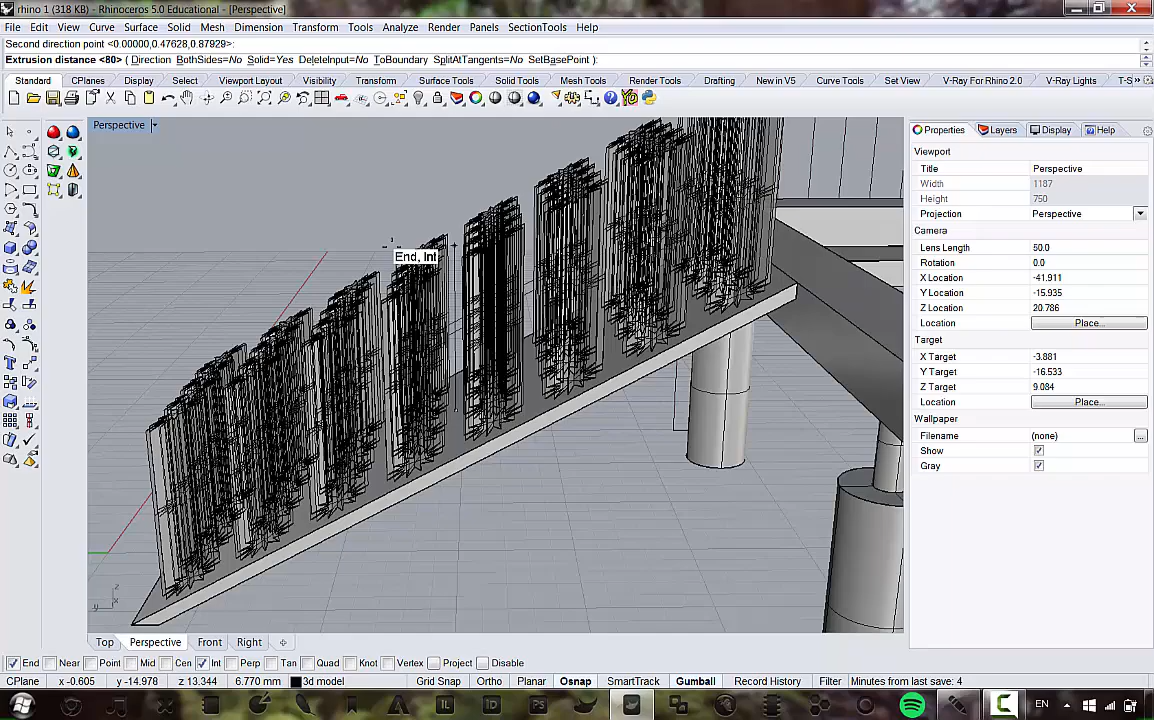 rhino 1 (318 KB) - Rhinoceros 5.0 Educational - [Perspective]
File Edit View Curve Surface Solid Mesh Dimension Transform Tools Analyze Render Panels SectionTools Help
Second direction point <0.00000,0.47628,0.87929>:
Extrusion distance <80> ( Direction BothSides=No Solid=Yes DeleteInput=No ToBoundary SplitAtTangents=No SetBasePoint ):
Standard CPlanes Display Select Viewport Layout Visibility Transform Surface Tools Solid Tools Mesh Tools Render Tools Drafting New in V5 Curve Tools Set View V-Ray For Rhino 2.0 V-Ray Lights T-S
Perspective
Properties Layers Display Help
Viewport
Title Perspective
Width 1187
Height 750
Projection Perspective
Camera
Lens Length 50.0
Rotation 0.0
X Location -41.911
Y Location -15.935
Z Location 20.786
Location Place...
Target
X Target -3.881
Y Target -16.533
Z Target 9.084
Location Place...
Wallpaper
Filename (none) ...
Show
Gray
End, Int
z
y x
Top Perspective Front Right
End Near Point Mid Cen Int Perp Tan Quad Knot Vertex Project Disable
CPlane x -0.605 y -14.978 z 13.344 6.770 mm 3d model Grid Snap Ortho Planar Osnap SmartTrack Gumball Record History Filter Minutes from last save: 4
IL ID PS EN